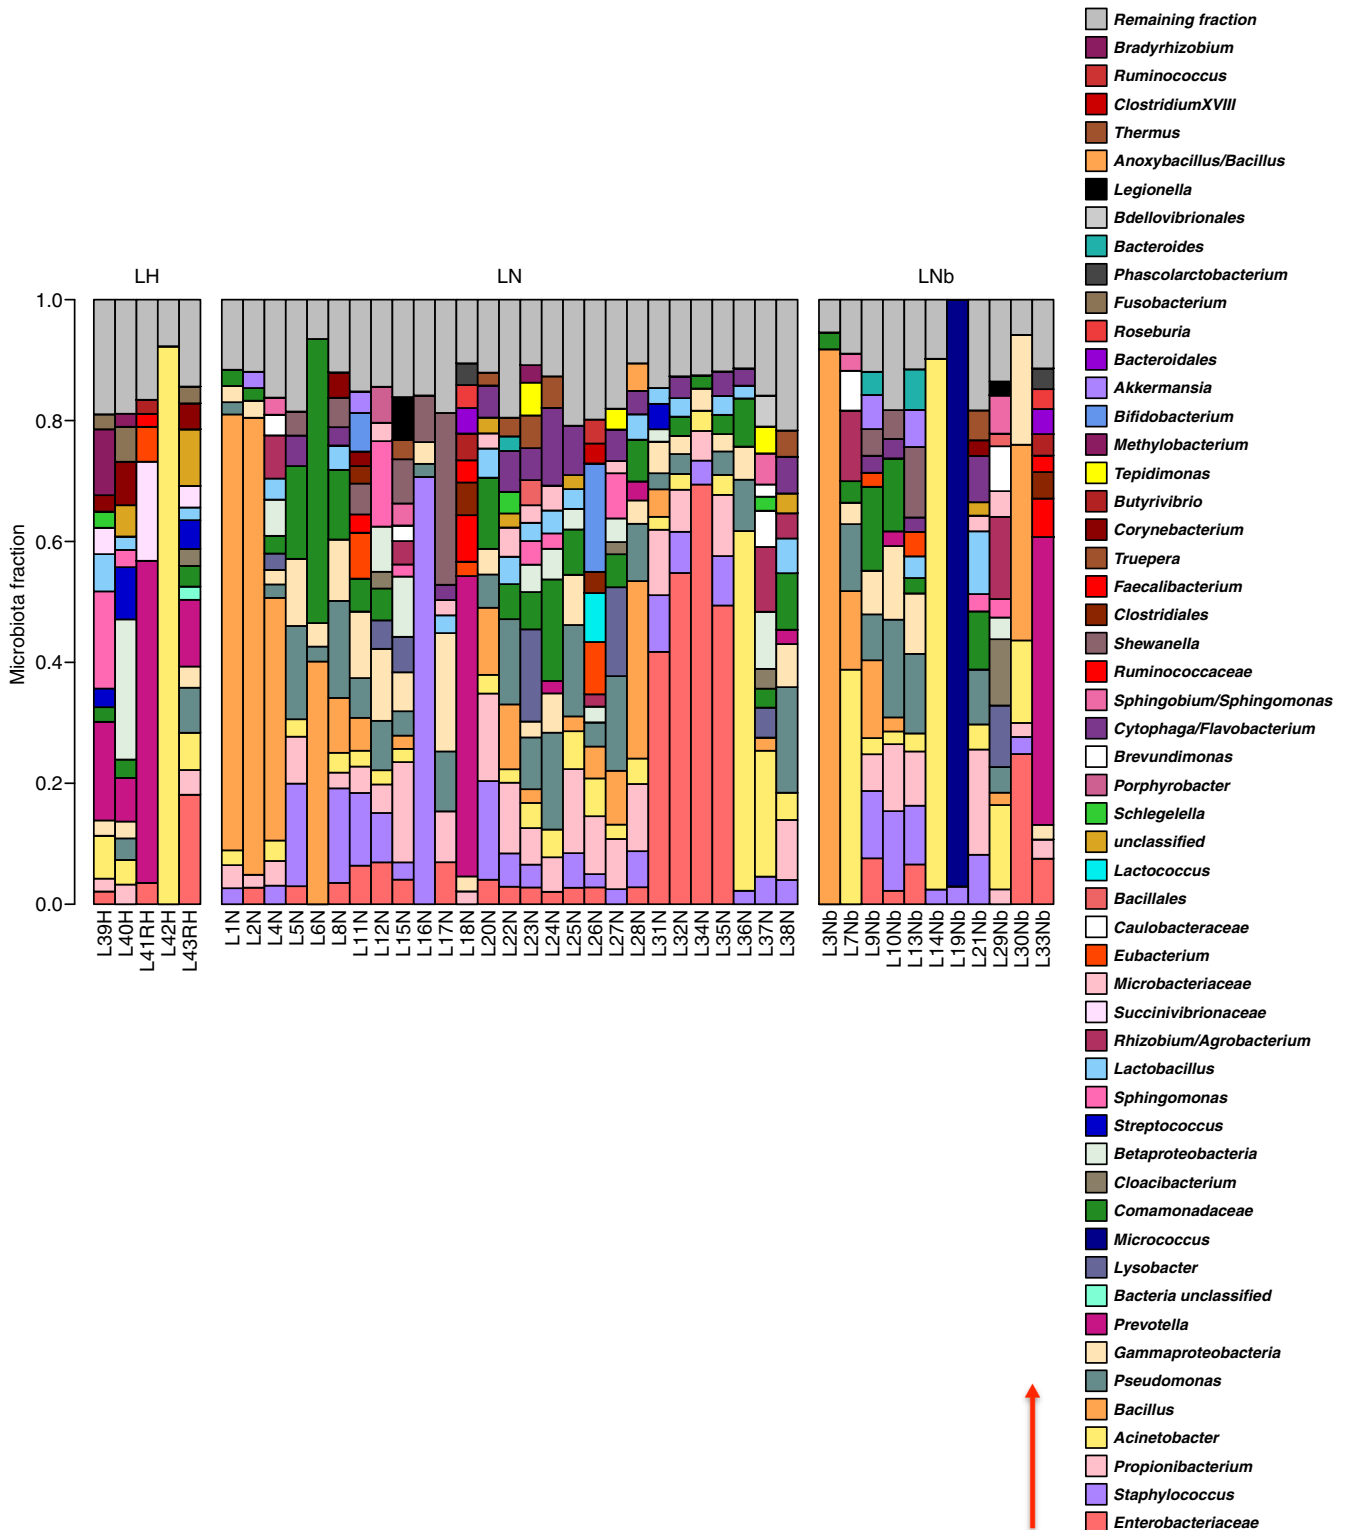 LH
LN
LNb
Microbiota fraction
1.0
0.8
0.6
0.4
0.2
0.0
L39H
L40H
L41RH
L42H
L43RH
L1N
L2N
L4N
L5N
L6N
L8N
L11N
L12N
L15N
L16N
L17N
L18N
L20N
L22N
L23N
L24N
L25N
L26N
L27N
L28N
L31N
L32N
L34N
L35N
L36N
L37N
L38N
L3Nb
L7Nb
L9Nb
L10Nb
L13Nb
L14Nb
L19Nb
L21Nb
L29Nb
L30Nb
L33Nb
Remaining fraction
Bradyrhizobium
Ruminococcus
ClostridiumXVIII
Thermus
Anoxybacillus/Bacillus
Legionella
Bdellovibrionales
Bacteroides
Phascolarctobacterium
Fusobacterium
Roseburia
Bacteroidales
Akkermansia
Bifidobacterium
Methylobacterium
Tepidimonas
Butyrivibrio
Corynebacterium
Truepera
Faecalibacterium
Clostridiales
Shewanella
Ruminococcaceae
Sphingobium/Sphingomonas
Cytophaga/Flavobacterium
Brevundimonas
Porphyrobacter
Schlegelella
unclassified
Lactococcus
Bacillales
Caulobacteraceae
Eubacterium
Microbacteriaceae
Succinivibrionaceae
Rhizobium/Agrobacterium
Lactobacillus
Sphingomonas
Streptococcus
Betaproteobacteria
Cloacibacterium
Comamonadaceae
Micrococcus
Lysobacter
Bacteria unclassified
Prevotella
Gammaproteobacteria
Pseudomonas
Bacillus
Acinetobacter
Propionibacterium
Staphylococcus
Enterobacteriaceae